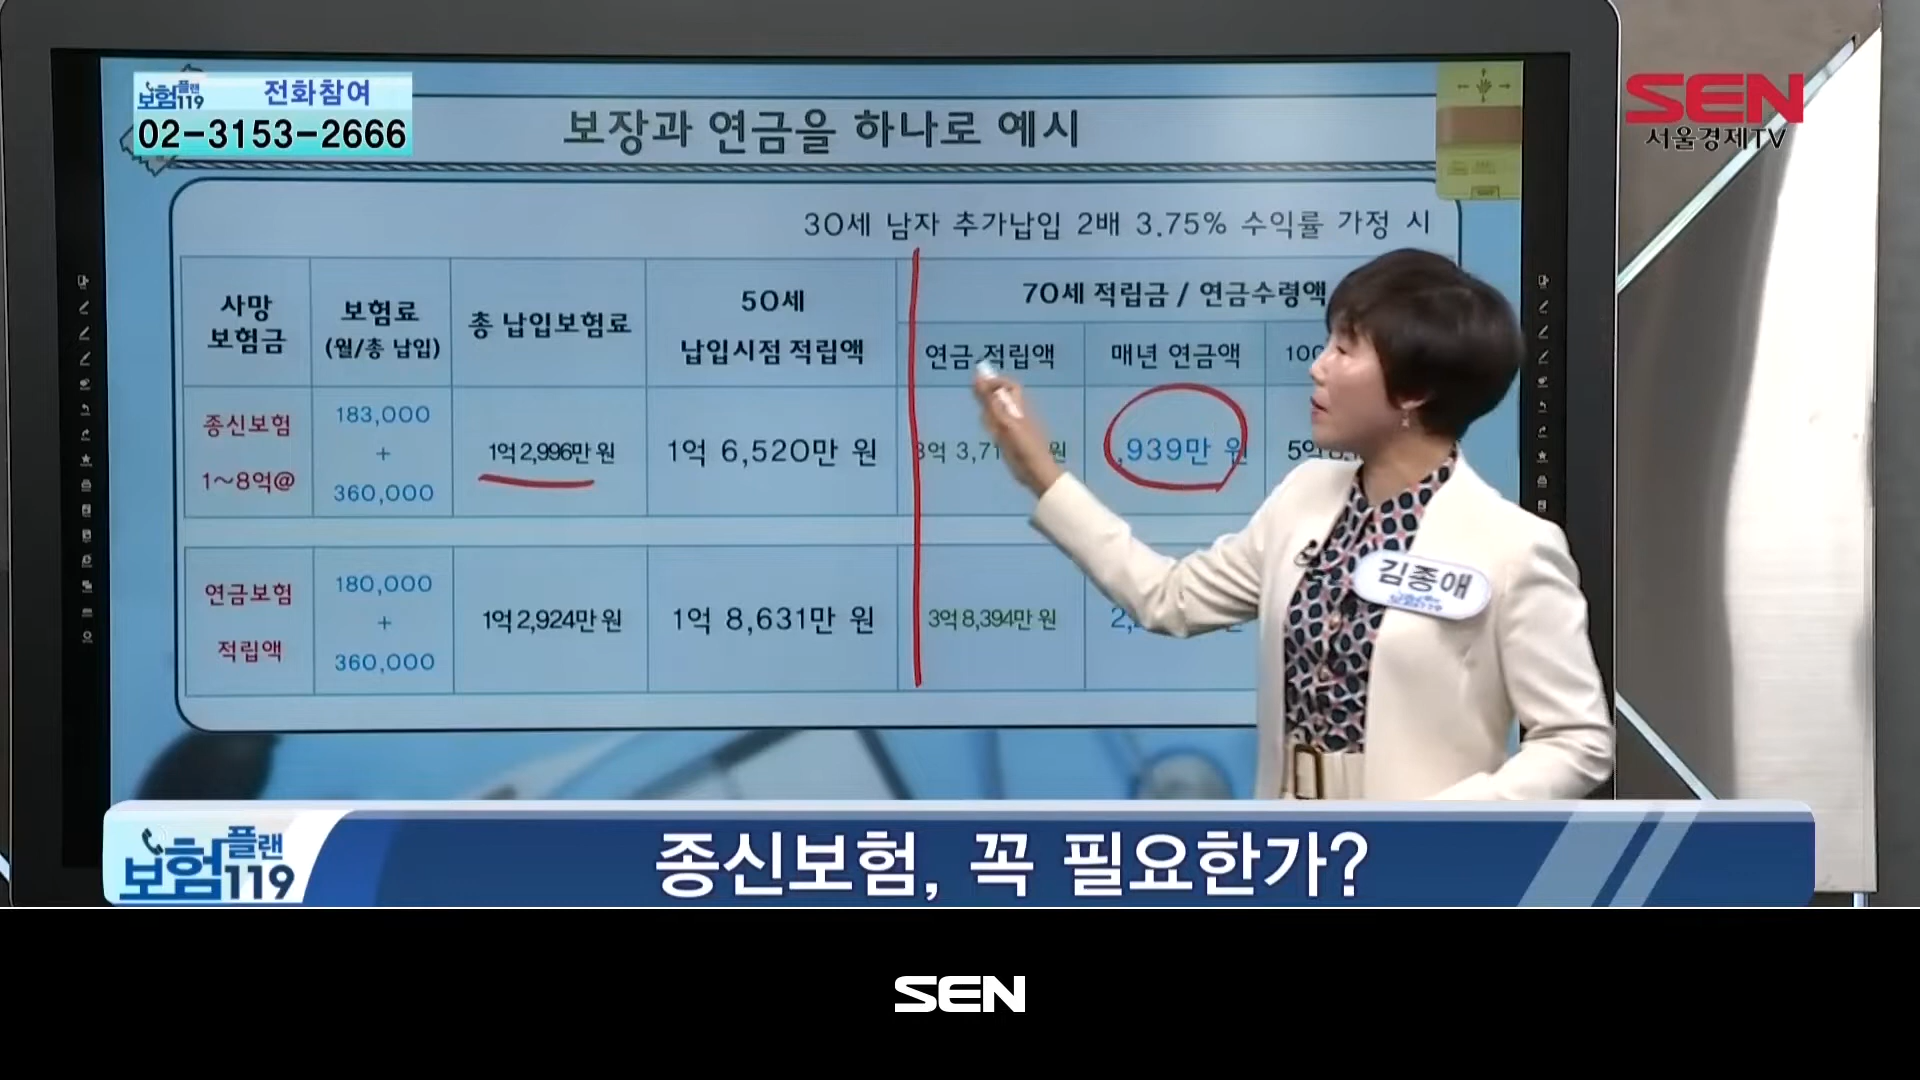 보험플랜119 전화참여
02-3153-2666
SEN
서울경제TV
보장과 연금을 하나로 예시
30세 남자 추가납입 2배 3.75% 수익률 가정 시
사망
보험금
보험료
(월/총 납입)
총 납입보험료
50세
납입시점 적립액
70세 적립금 / 연금수령액
연금 적립액
매년 연금액
100
종신보험
1~8억@
183,000
+
360,000
1억 2,996만 원
1억 6,520만 원
3억 3,71 원
,939만 원
5억
연금보험
적립액
180,000
+
360,000
1억 2,924만 원
1억 8,631만 원
3억 8,394만 원
2,
김종애
보험플랜119
종신보험, 꼭 필요한가?
SEN